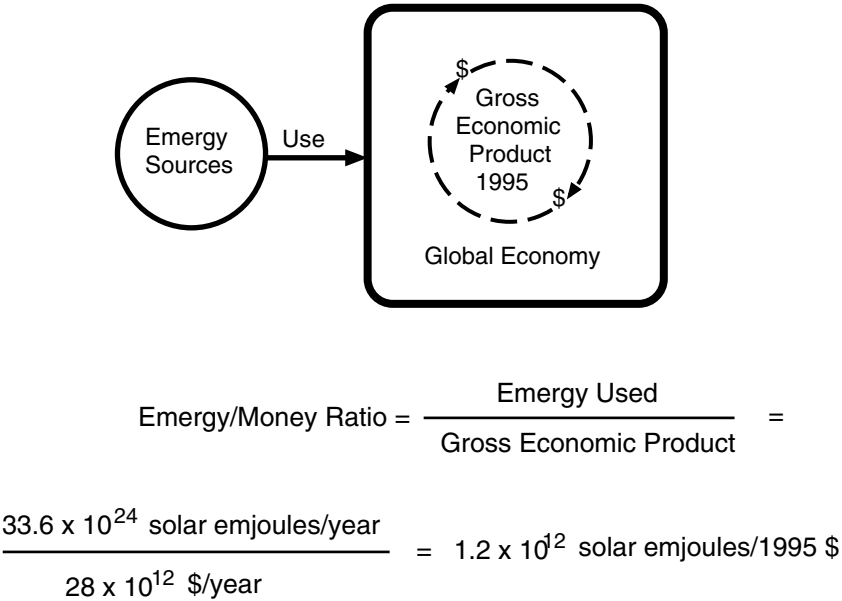 Emergy
Sources
Use
$
Gross
Economic
Product
1995
$
Global Economy
Emergy/Money Ratio = Emergy Used / Gross Economic Product =
33.6 x 10^24 solar emjoules/year / 28 x 10^12 $/year = 1.2 x 10^12 solar emjoules/1995 $